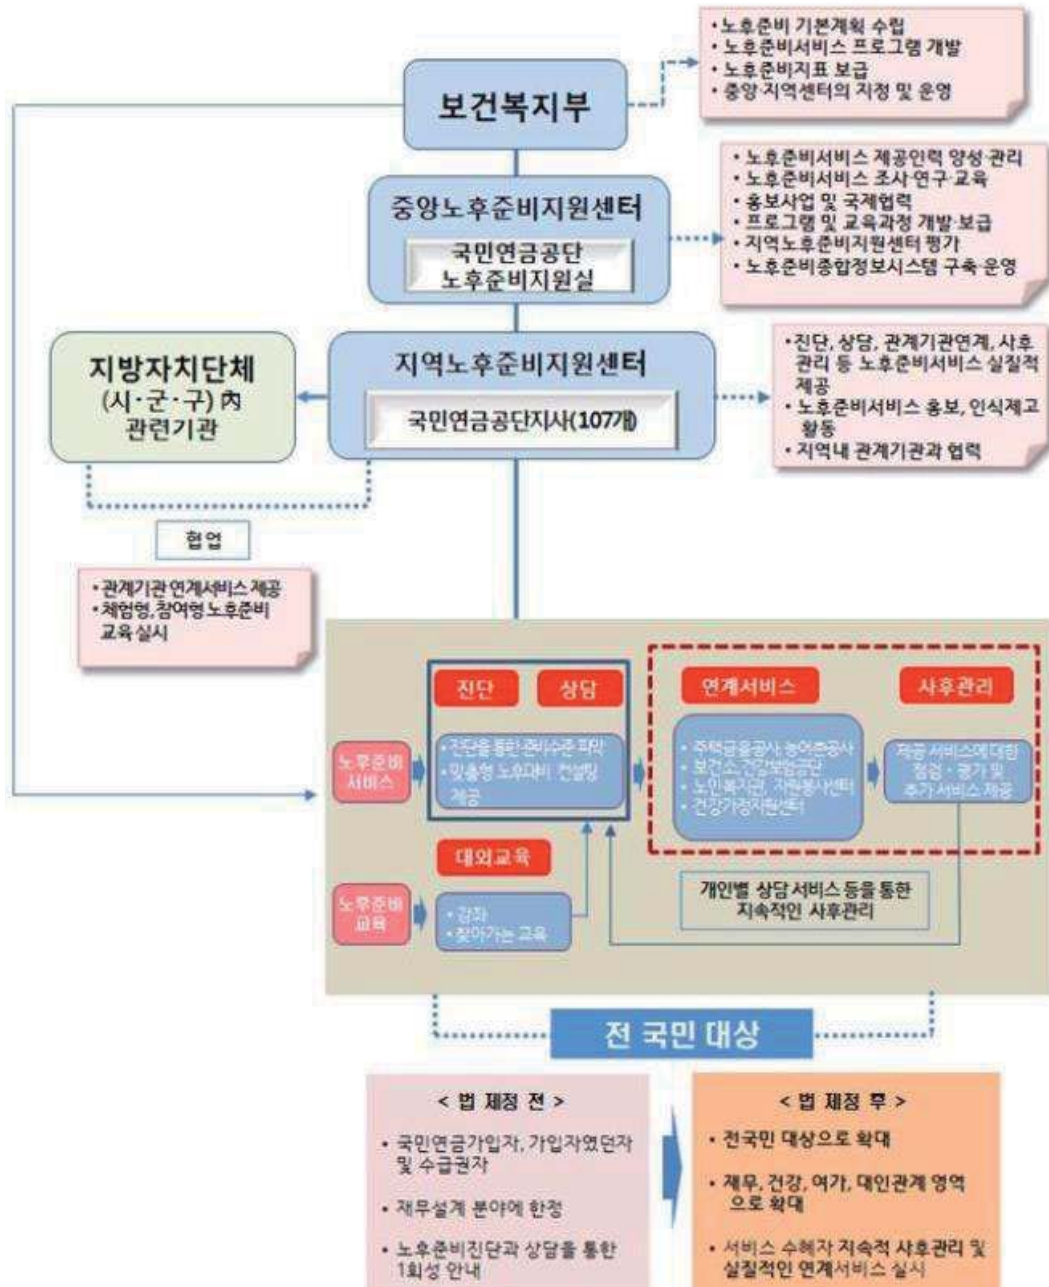 • 노후준비 기본계획 수립
• 노후준비서비스 프로그램 개발
• 노후준비지표 보급
• 중앙·지역센터의 지정 및 운영
보건복지부
• 노후준비서비스 제공인력 양성·관리
• 노후준비서비스 조사·연구·교육
• 홍보사업 및 국제협력
• 프로그램 및 교육과정 개발·보급
• 지역노후준비지원센터 평가
• 노후준비종합정보시스템 구축·운영
중앙노후준비지원센터
국민연금공단
노후준비지원실
지방자치단체
(시·군·구) 內
관련기관
지역노후준비지원센터
국민연금공단지사(107개)
• 진단, 상담, 관계기관연계, 사후
관리 등 노후준비서비스 실질적
제공
• 노후준비서비스 홍보, 인식제고
활동
• 지역내 관계기관과 협력
협업
• 관계기관 연계서비스 제공
• 체험형, 참여형 노후준비
교육 실시
진단
상담
연계서비스
사후관리
노후준비
서비스
• 진단을 통한 준비수준 파악
• 맞춤형 노후대비 컨설팅
제공
• 주택금융공사, 농어촌공사
• 보건소, 건강보험공단
• 노인복지관, 자원봉사센터
• 건강가정지원센터
제공 서비스에 대한
점검·평가 및
추가 서비스 제공
대외교육
노후준비
교육
• 강좌
• 찾아가는 교육
개인별 상담 서비스 등을 통한
지속적인 사후관리
전 국민 대상
< 법 제정 전 >
• 국민연금가입자, 가입자였던자
및 수급권자
• 재무설계 분야에 한정
• 노후준비진단과 상담을 통한
1회성 안내
< 법 제정 후 >
• 전국민 대상으로 확대
• 재무, 건강, 여가, 대인관계 영역
으로 확대
• 서비스 수혜자 지속적 사후관리 및
실질적인 연계서비스 실시